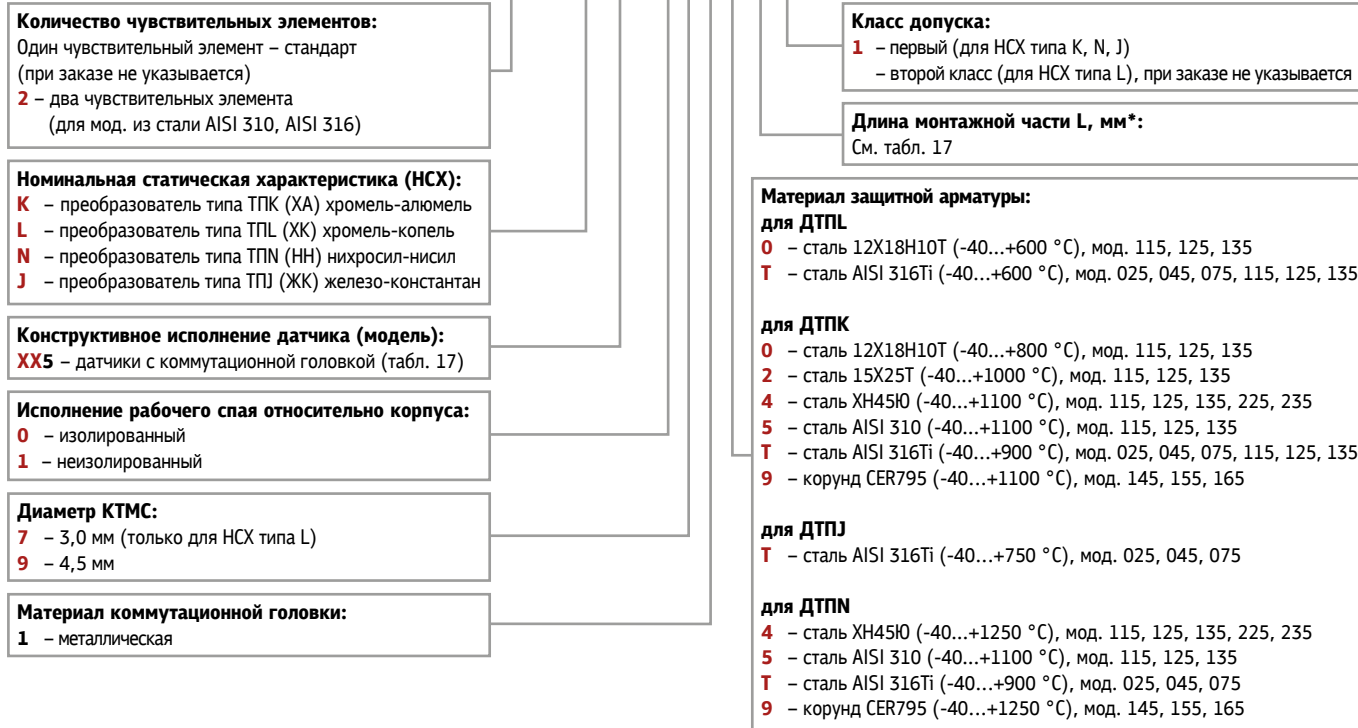 Количество чувствительных элементов:
Один чувствительный элемент – стандарт
(при заказе не указывается)
2 – два чувствительных элемента
(для мод. из стали AISI 310, AISI 316)
Номинальная статическая характеристика (НСХ):
K – преобразователь типа ТПК (ХА) хромель-алюмель
L – преобразователь типа ТПL (ХК) хромель-копель
N – преобразователь типа ТПN (НН) нихросил-нисил
J – преобразователь типа ТПJ (ЖК) железо-константан
Конструктивное исполнение датчика (модель):
XX5 – датчики с коммутационной головкой (табл. 17)
Исполнение рабочего спая относительно корпуса:
0 – изолированный
1 – неизолированный
Диаметр КТМС:
7 – 3,0 мм (только для НСХ типа L)
9 – 4,5 мм
Материал коммутационной головки:
1 – металлическая
Класс допуска:
1 – первый (для НСХ типа K, N, J)
– второй класс (для НСХ типа L), при заказе не указывается
Длина монтажной части L, мм*:
См. табл. 17
Материал защитной арматуры:
для ДТПL
0 – сталь 12Х18Н10Т (-40...+600 °C), мод. 115, 125, 135
T – сталь AISI 316Ti (-40...+600 °C), мод. 025, 045, 075, 115, 125, 135
для ДТПK
0 – сталь 12Х18Н10Т (-40...+800 °C), мод. 115, 125, 135
2 – сталь 15Х25Т (-40...+1000 °C), мод. 115, 125, 135
4 – сталь ХН45Ю (-40...+1100 °C), мод. 115, 125, 135, 225, 235
5 – сталь AISI 310 (-40...+1100 °C), мод. 115, 125, 135
T – сталь AISI 316Ti (-40...+900 °C), мод. 025, 045, 075, 115, 125, 135
9 – корунд CER795 (-40...+1100 °C), мод. 145, 155, 165
для ДТПJ
T – сталь AISI 316Ti (-40...+750 °C), мод. 025, 045, 075
для ДТПN
4 – сталь ХН45Ю (-40...+1250 °C), мод. 115, 125, 135, 225, 235
5 – сталь AISI 310 (-40...+1100 °C), мод. 115, 125, 135
T – сталь AISI 316Ti (-40...+900 °C), мод. 025, 045, 075
9 – корунд CER795 (-40...+1250 °C), мод. 145, 155, 165